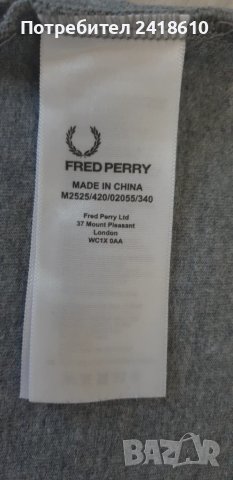 Потребител 2418610
FRED PERRY
MADE IN CHINA
M2525/420/02055/340
Fred Perry Ltd
37 Mount Pleasant
London
WC1X 0AA
BAZAR